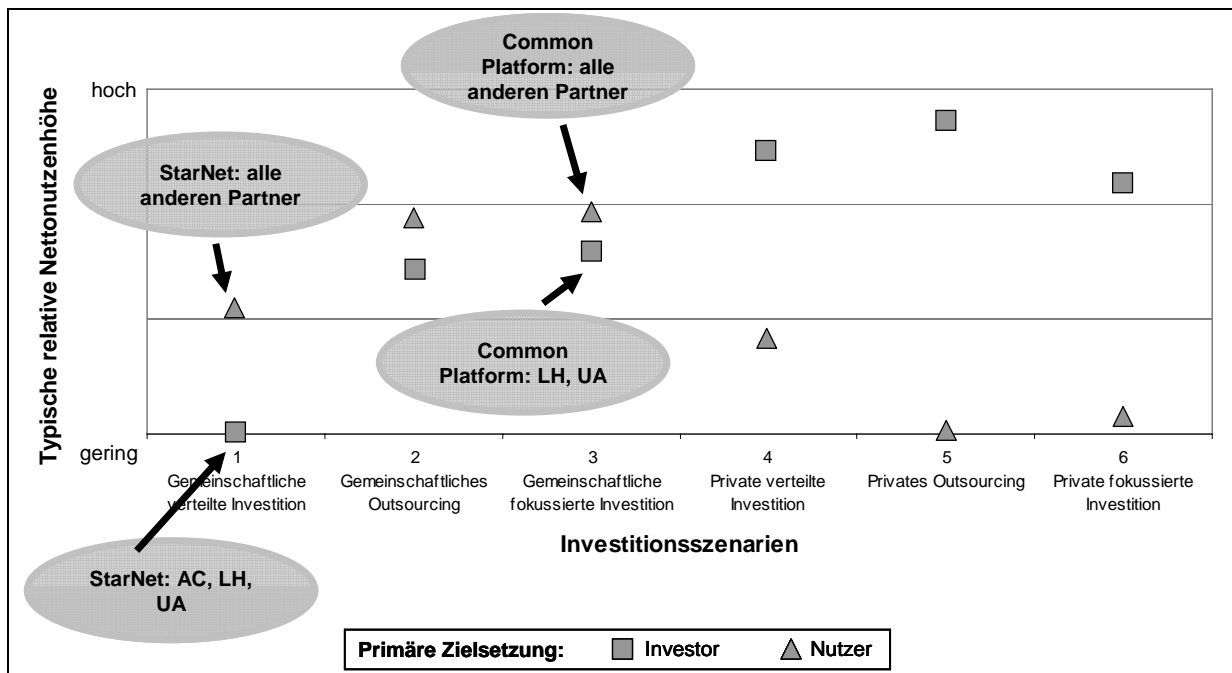 Common
Platform: alle
anderen Partner
hoch
StarNet: alle
anderen Partner
Typische relative Nettonutzenhöhe
Common
Platform: LH, UA
gering
1
Gemeinschaftliche
verteilte Investition
2
Gemeinschaftliches
Outsourcing
3
Gemeinschaftliche
fokussierte Investition
4
Private verteilte
Investition
5
Privates Outsourcing
6
Private fokussierte
Investition
Investitionsszenarien
StarNet: AC, LH,
UA
Primäre Zielsetzung: Investor Nutzer